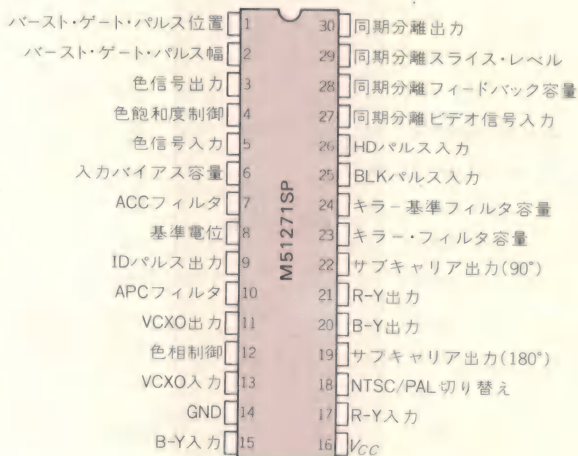 バースト・ゲート・パルス位置 1
バースト・ゲート・パルス幅 2
色信号出力 3
色飽和度制御 4
色信号入力 5
入力バイアス容量 6
ACCフィルタ 7
基準電位 8
IDパルス出力 9
APCフィルタ 10
VCXO出力 11
色相制御 12
VCXO入力 13
GND 14
B-Y入力 15
M51271SP
30 同期分離出力
29 同期分離スライス・レベル
28 同期分離フィードバック容量
27 同期分離ビデオ信号入力
26 HDパルス入力
25 BLKパルス入力
24 キラー基準フィルタ容量
23 キラー・フィルタ容量
22 サブキャリア出力(90°)
21 R-Y出力
20 B-Y出力
19 サブキャリア出力(180°)
18 NTSC/PAL切り替え
17 R-Y入力
16 VCC